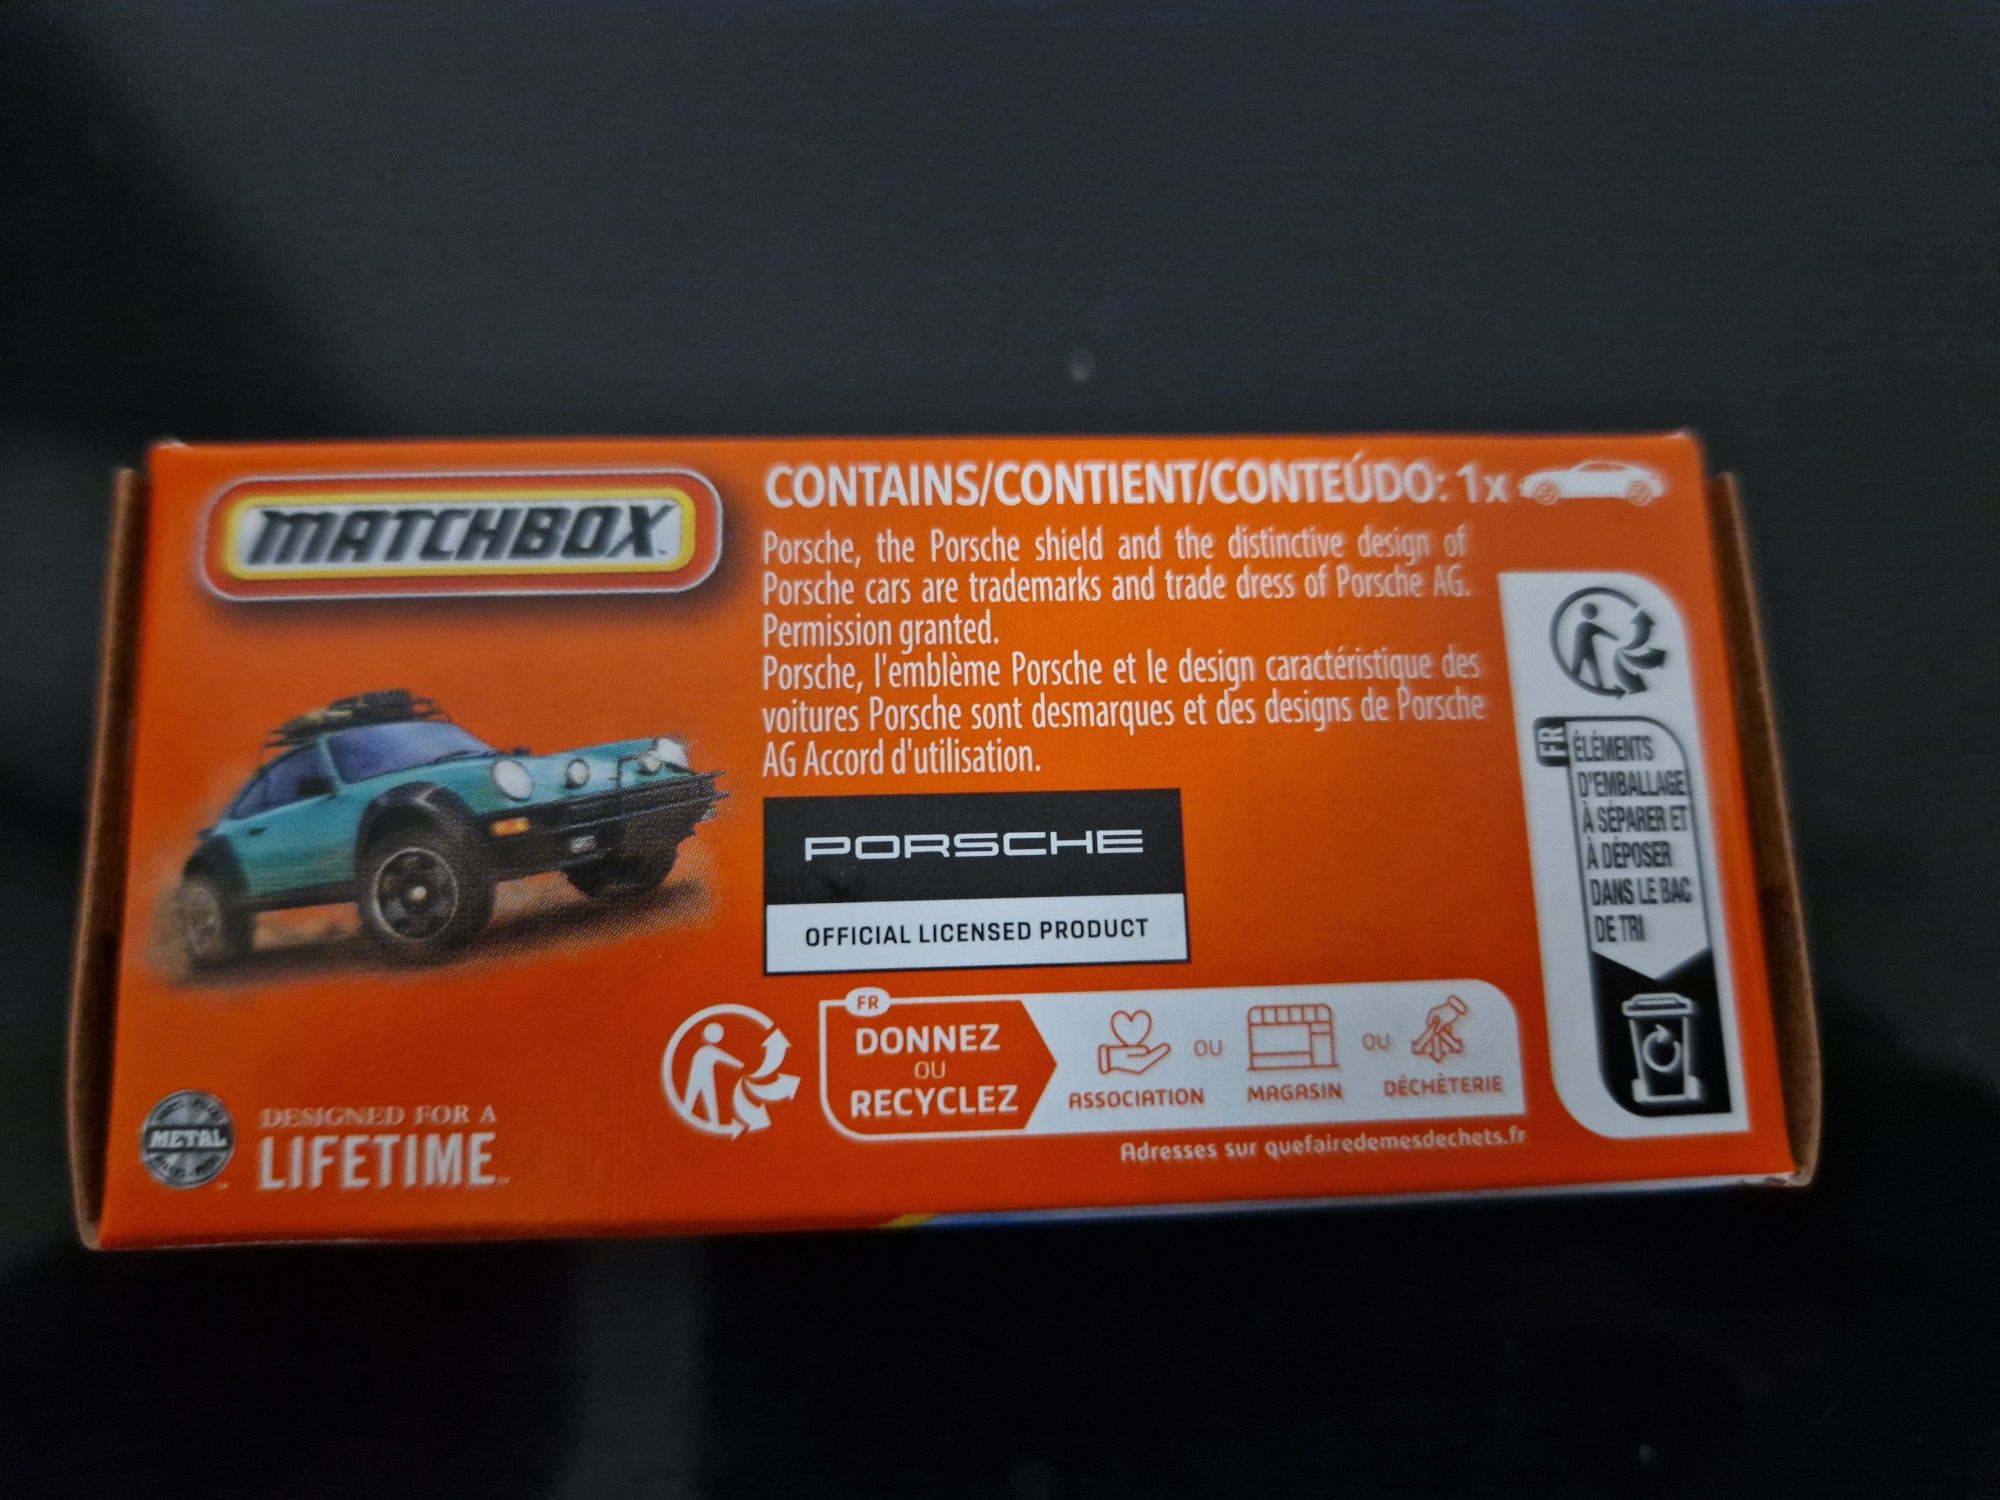 MATCHBOX
CONTAINS/CONTIENT/CONTEÚDO: 1x
Porsche, the Porsche shield and the distinctive design of
Porsche cars are trademarks and trade dress of Porsche AG.
Permission granted.
Porsche, l'emblème Porsche et le design caractéristique des
voitures Porsche sont desmarques et des designs de Porsche
AG Accord d'utilisation.
PORSCHE
OFFICIAL LICENSED PRODUCT
FR
ÉLÉMENTS
D'EMBALLAGE
À SÉPARER ET
À DÉPOSER
DANS LE BAC
DE TRI
FR
DONNEZ
OU
RECYCLEZ
ASSOCIATION
OU
MAGASIN
OU
DÉCHÈTERIE
Adresses sur quefairedemesdechets.fr
METAL
DESIGNED FOR A
LIFETIME™